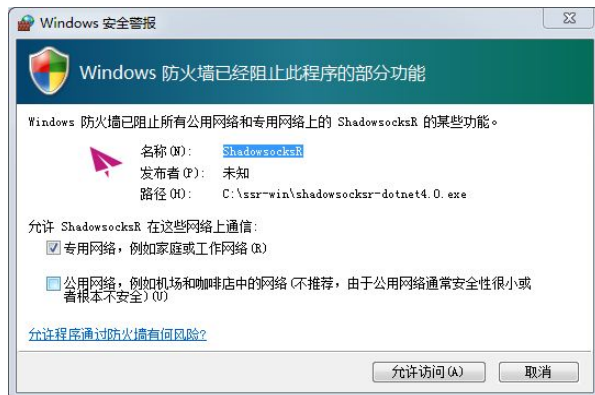 Windows 安全警报
Windows 防火墙已经阻止此程序的部分功能
Windows 防火墙已阻止所有公用网络和专用网络上的 ShadowsocksR 的某些功能。
名称(N): ShadowsocksR
发布者(P): 未知
路径(H): C:\ssr-win\shadowsocksr-dotnet4.0.exe
允许 ShadowsocksR 在这些网络上通信:
专用网络，例如家庭或工作网络(R)
公用网络，例如机场和咖啡店中的网络(不推荐，由于公用网络通常安全性很小或
者根本不安全)(U)
允许程序通过防火墙有何风险?
允许访问(A) 取消